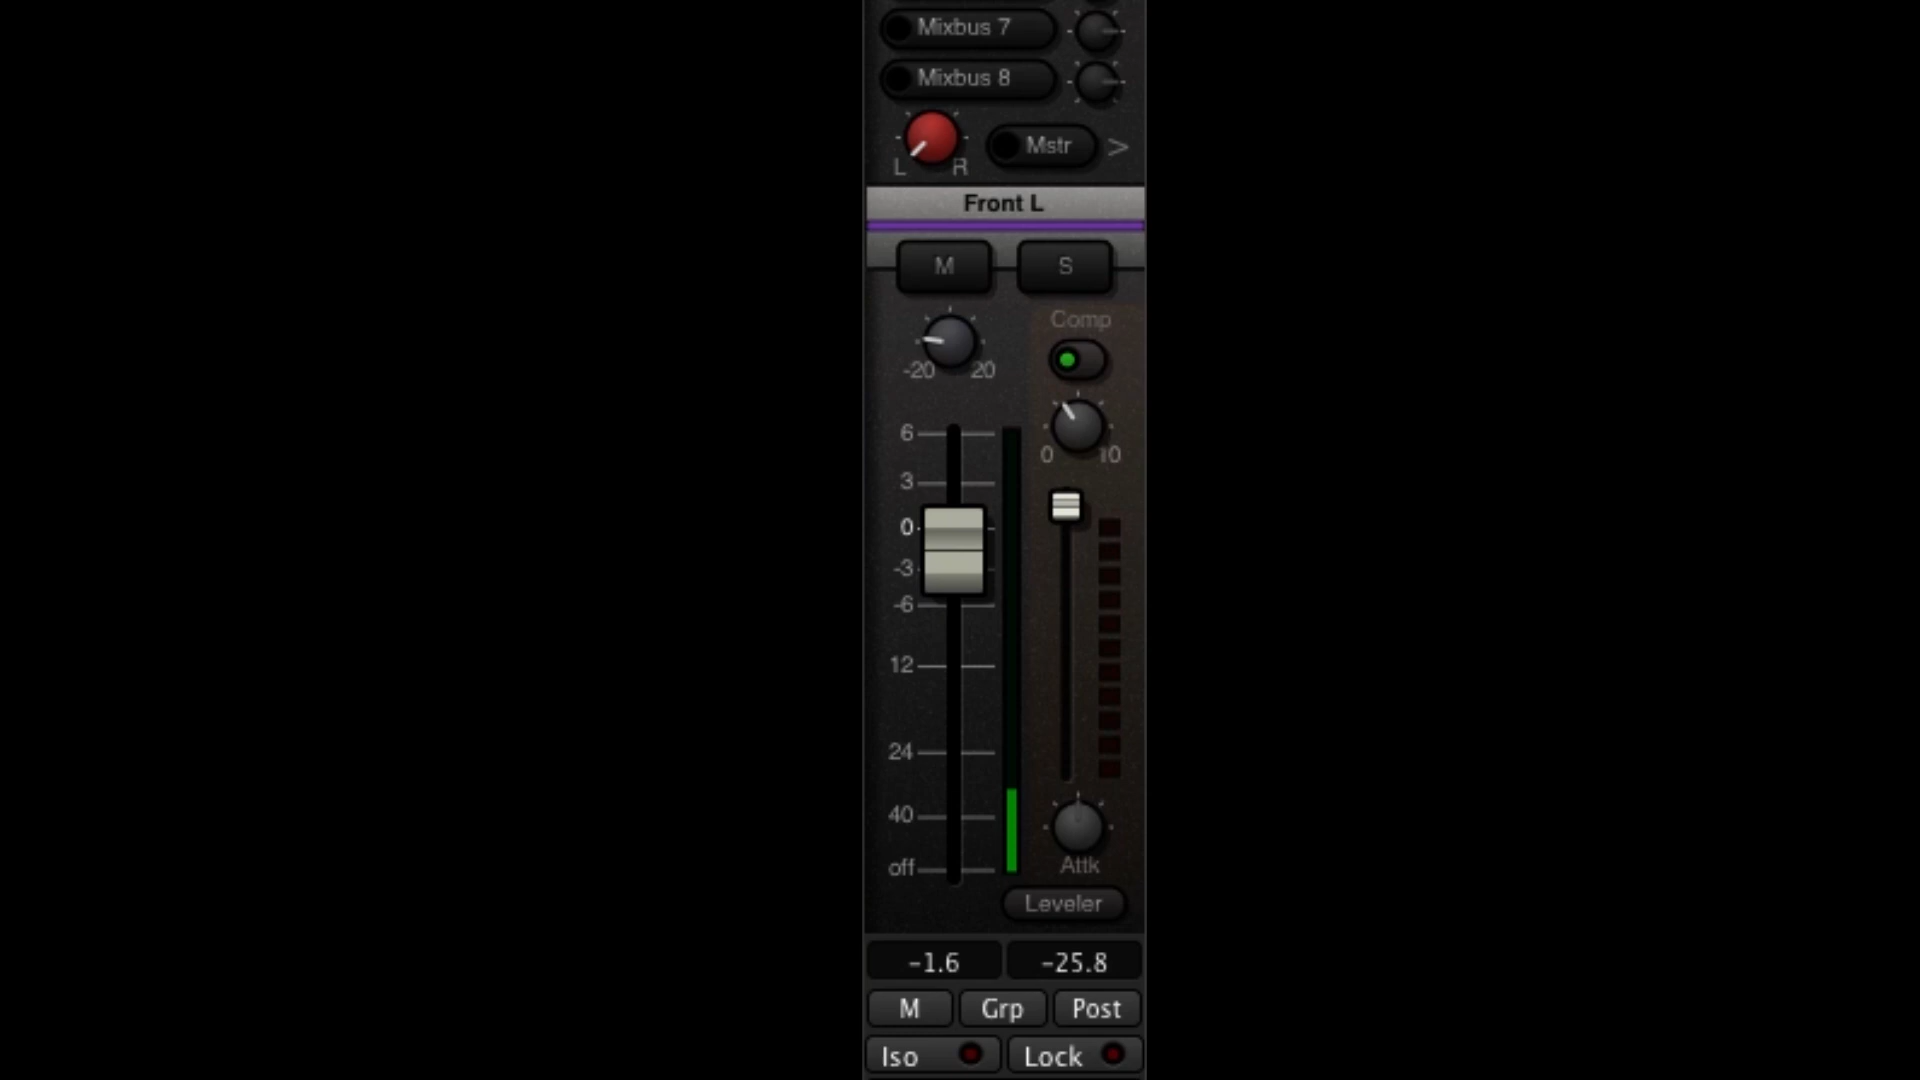 Mixbus 7
Mixbus 8
L R Mstr >
Front L
M S
Comp
-20 20
0 10
6
3
0
-3
-6
12
24
40
off
Attk
Leveler
-1.6 -25.8
M Grp Post
Iso Lock